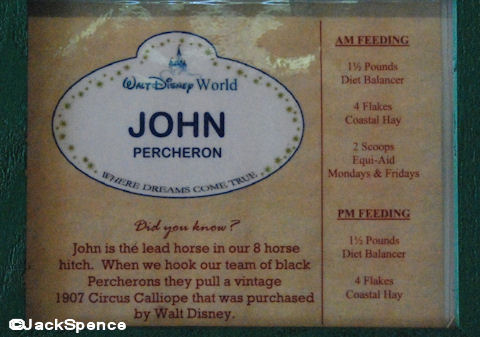 WALT DISNEY World
JOHN
PERCHERON
WHERE DREAMS COME TRUE
Did you know?
John is the lead horse in our 8 horse
hitch. When we hook our team of black
Percherons they pull a vintage
1907 Circus Calliope that was purchased
by Walt Disney.
AM FEEDING
1½ Pounds
Diet Balancer
4 Flakes
Coastal Hay
2 Scoops
Equi-Aid
Mondays & Fridays
PM FEEDING
1½ Pounds
Diet Balancer
4 Flakes
Coastal Hay
©JackSpence